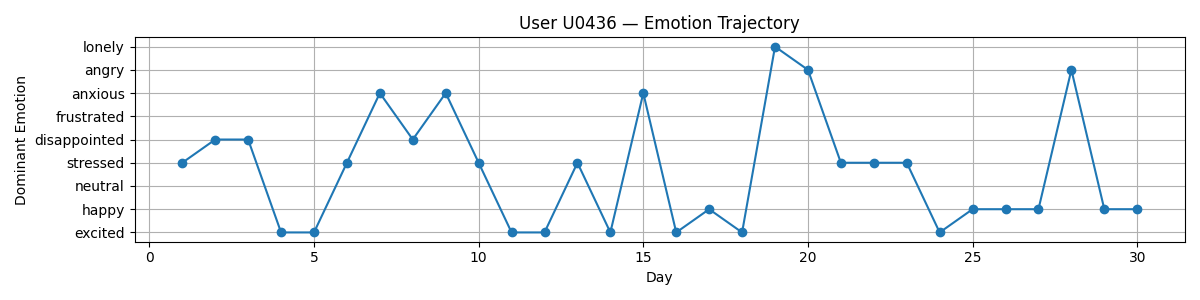 User U0436 — Emotion Trajectory
Dominant Emotion
lonely
angry
anxious
frustrated
disappointed
stressed
neutral
happy
excited
0 5 10 15 20 25 30
Day